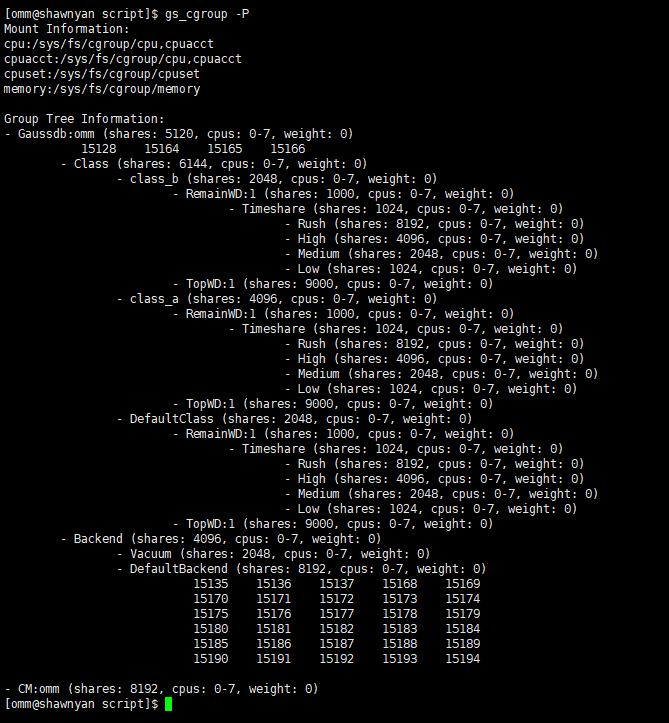 [omm@shawnyan script]$ gs_cgroup -P
Mount Information:
cpu:/sys/fs/cgroup/cpu,cpuacct
cpuacct:/sys/fs/cgroup/cpu,cpuacct
cpuset:/sys/fs/cgroup/cpuset
memory:/sys/fs/cgroup/memory

Group Tree Information:
- Gaussdb:omm (shares: 5120, cpus: 0-7, weight: 0)
           15128    15164    15165    15166
        - Class (shares: 6144, cpus: 0-7, weight: 0)
                - class_b (shares: 2048, cpus: 0-7, weight: 0)
                        - RemainWD:1 (shares: 1000, cpus: 0-7, weight: 0)
                                - Timeshare (shares: 1024, cpus: 0-7, weight: 0)
                                        - Rush (shares: 8192, cpus: 0-7, weight: 0)
                                        - High (shares: 4096, cpus: 0-7, weight: 0)
                                        - Medium (shares: 2048, cpus: 0-7, weight: 0)
                                        - Low (shares: 1024, cpus: 0-7, weight: 0)
                        - TopWD:1 (shares: 9000, cpus: 0-7, weight: 0)
                - class_a (shares: 4096, cpus: 0-7, weight: 0)
                        - RemainWD:1 (shares: 1000, cpus: 0-7, weight: 0)
                                - Timeshare (shares: 1024, cpus: 0-7, weight: 0)
                                        - Rush (shares: 8192, cpus: 0-7, weight: 0)
                                        - High (shares: 4096, cpus: 0-7, weight: 0)
                                        - Medium (shares: 2048, cpus: 0-7, weight: 0)
                                        - Low (shares: 1024, cpus: 0-7, weight: 0)
                        - TopWD:1 (shares: 9000, cpus: 0-7, weight: 0)
                - DefaultClass (shares: 2048, cpus: 0-7, weight: 0)
                        - RemainWD:1 (shares: 1000, cpus: 0-7, weight: 0)
                                - Timeshare (shares: 1024, cpus: 0-7, weight: 0)
                                        - Rush (shares: 8192, cpus: 0-7, weight: 0)
                                        - High (shares: 4096, cpus: 0-7, weight: 0)
                                        - Medium (shares: 2048, cpus: 0-7, weight: 0)
                                        - Low (shares: 1024, cpus: 0-7, weight: 0)
                        - TopWD:1 (shares: 9000, cpus: 0-7, weight: 0)
        - Backend (shares: 4096, cpus: 0-7, weight: 0)
                - Vacuum (shares: 2048, cpus: 0-7, weight: 0)
                - DefaultBackend (shares: 8192, cpus: 0-7, weight: 0)
                           15135    15136    15137    15168    15169
                           15170    15171    15172    15173    15174
                           15175    15176    15177    15178    15179
                           15180    15181    15182    15183    15184
                           15185    15186    15187    15188    15189
                           15190    15191    15192    15193    15194

- CM:omm (shares: 8192, cpus: 0-7, weight: 0)
[omm@shawnyan script]$